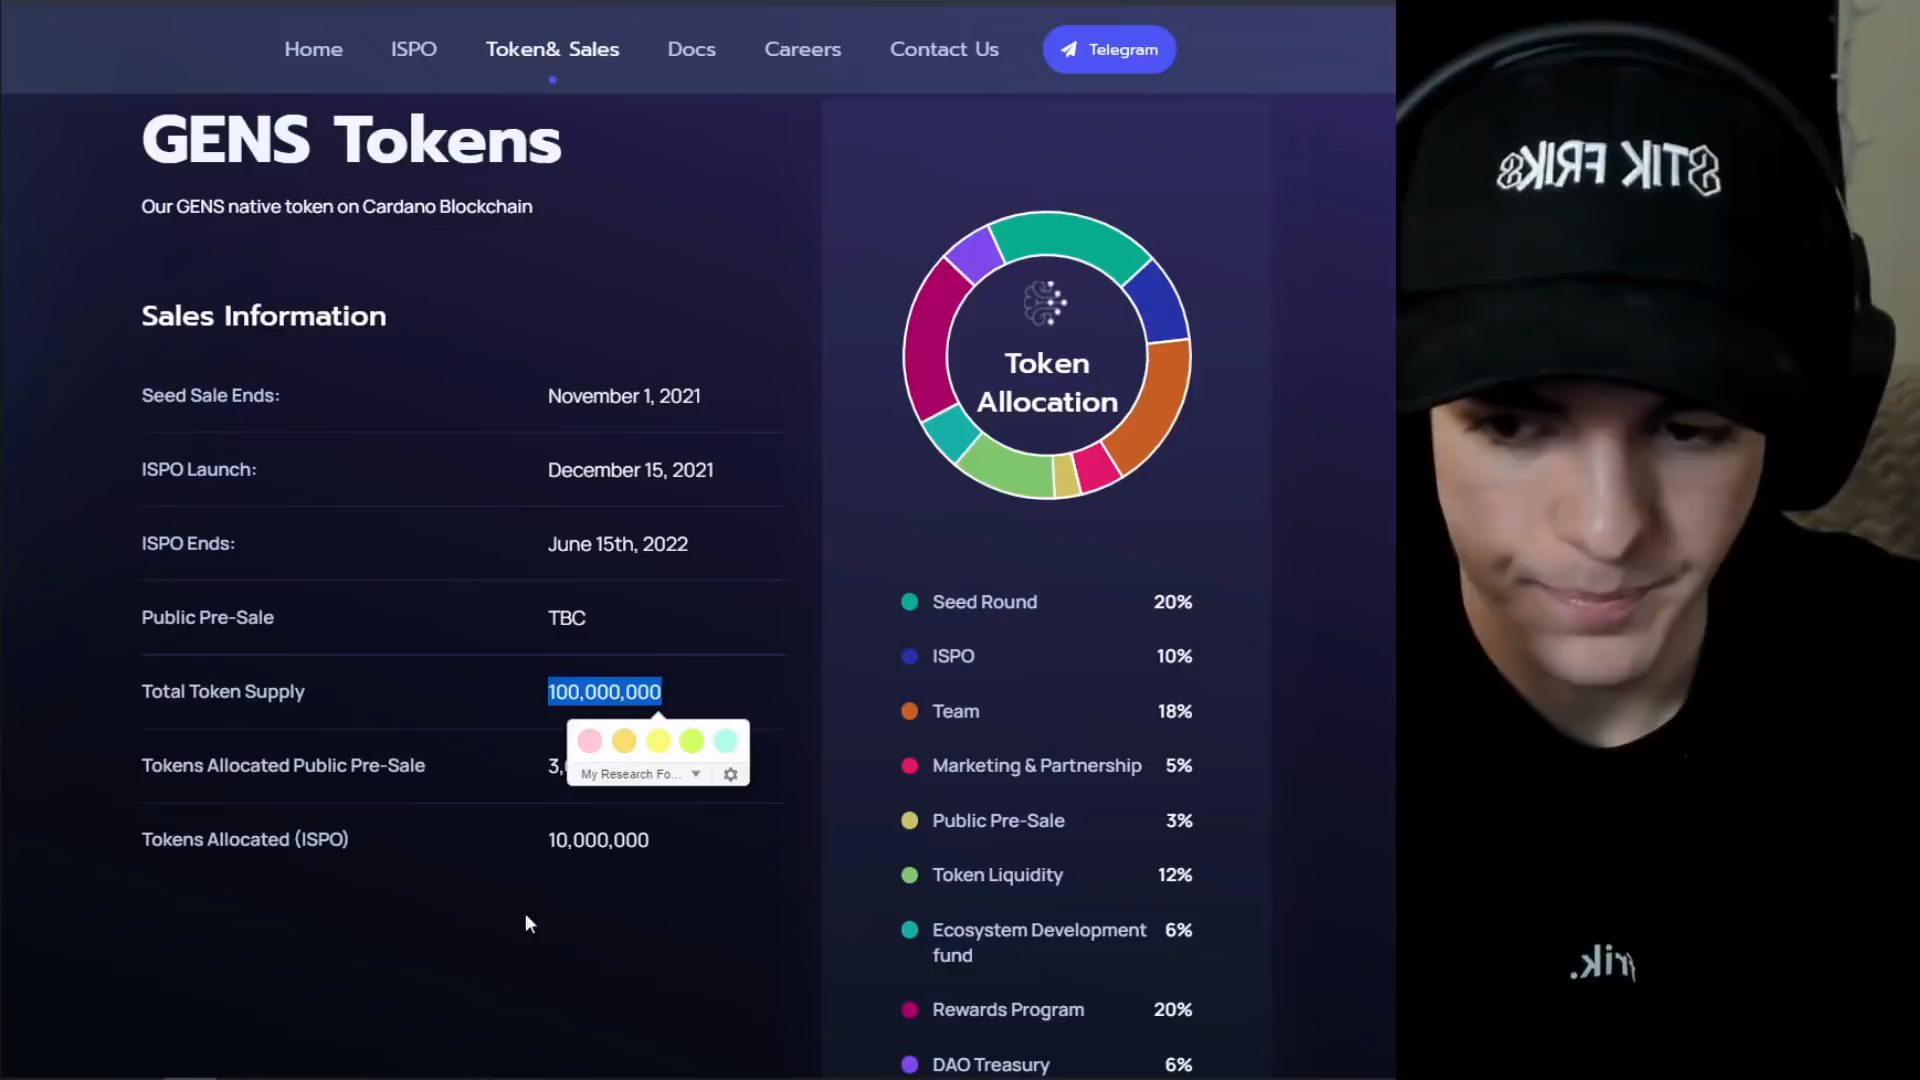 Home ISPO Token& Sales Docs Careers Contact Us Telegram
GENS Tokens
Our GENS native token on Cardano Blockchain
Sales Information
Seed Sale Ends: November 1, 2021
ISPO Launch: December 15, 2021
ISPO Ends: June 15th, 2022
Public Pre-Sale TBC
Total Token Supply 100,000,000
My Research Fo...
Tokens Allocated Public Pre-Sale 3,
Tokens Allocated (ISPO) 10,000,000
Token
Allocation
Seed Round 20%
ISPO 10%
Team 18%
Marketing & Partnership 5%
Public Pre-Sale 3%
Token Liquidity 12%
Ecosystem Development 6%
fund
Rewards Program 20%
DAO Treasury 6%
STIK FRIK8
frik.